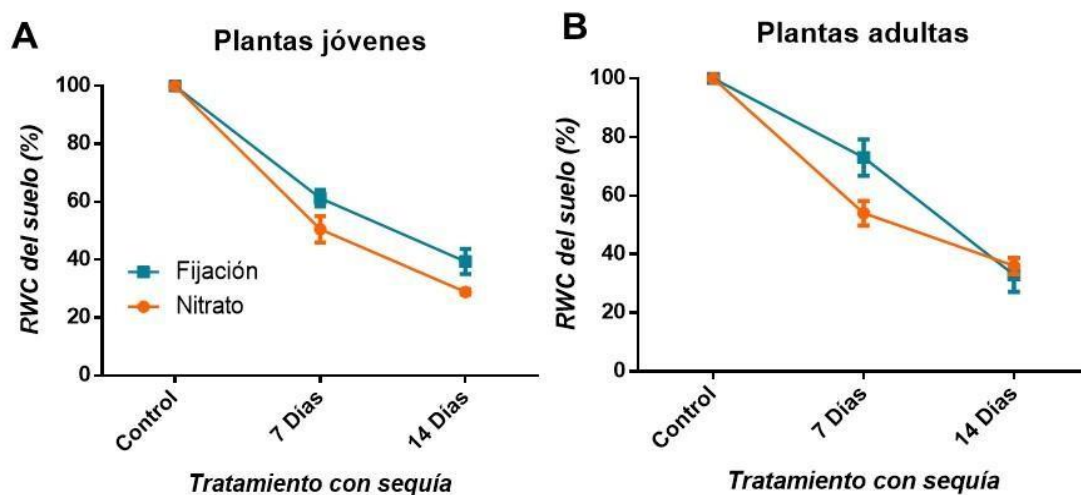 A
Plantas jóvenes
RWC del suelo (%)
100
80
60
40
20
0
Fijación
Nitrato
Control
7 Días
14 Días
Tratamiento con sequía
B
Plantas adultas
RWC del suelo (%)
100
80
60
40
20
0
Control
7 Días
14 Días
Tratamiento con sequía